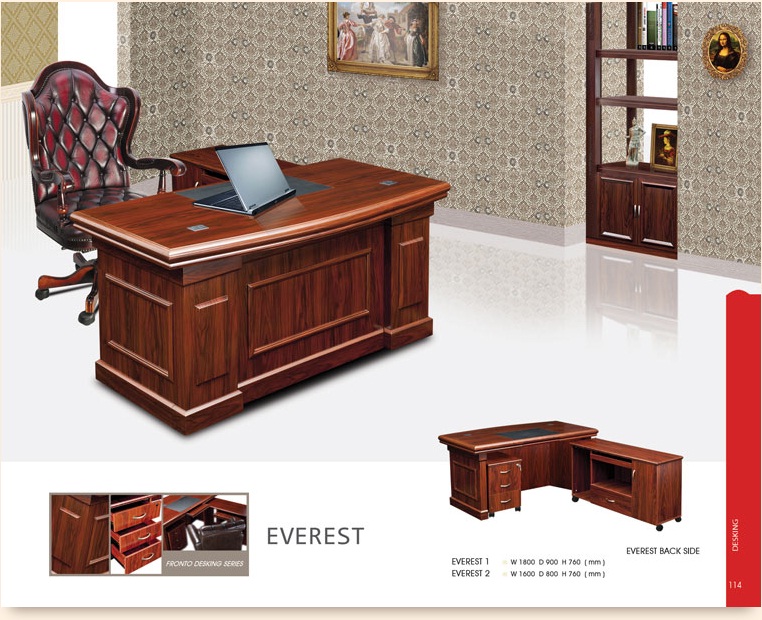 FRONTO DESKING SERIES
EVEREST
EVEREST BACK SIDE
EVEREST 1 W 1800 D 900 H 760 ( mm )
EVEREST 2 W 1600 D 800 H 760 ( mm )
DESKING
114